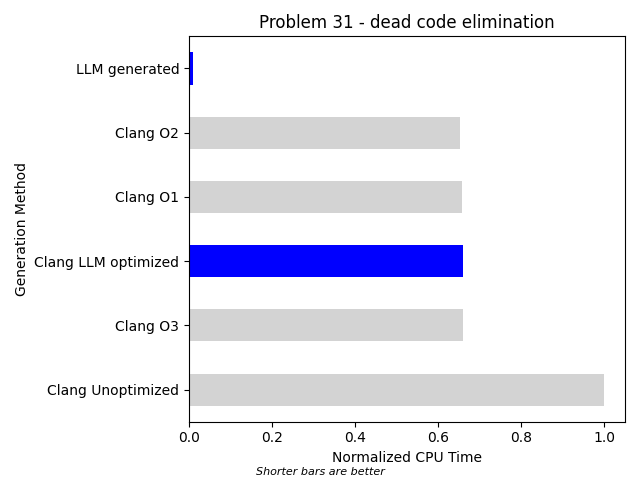 Problem 31 - dead code elimination
LLM generated
Clang O2
Clang O1
Clang LLM optimized
Clang O3
Clang Unoptimized
Generation Method
0.0 0.2 0.4 0.6 0.8 1.0
Normalized CPU Time
Shorter bars are better